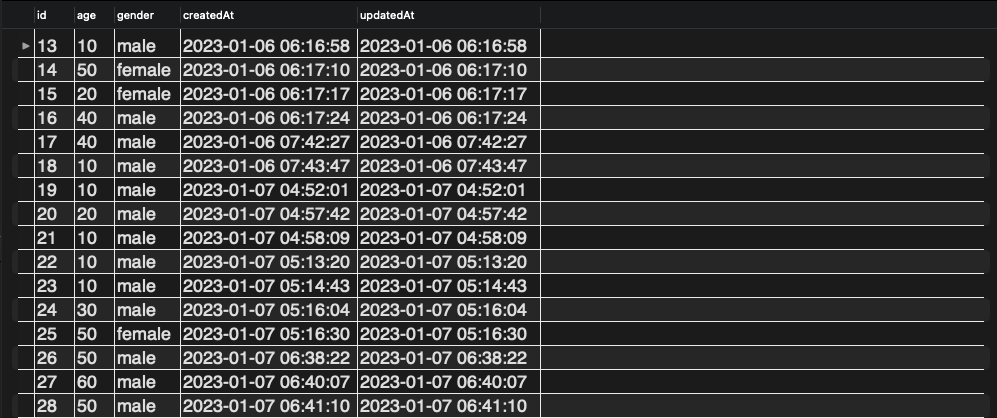 id age gender createdAt updatedAt
13 10 male 2023-01-06 06:16:58 2023-01-06 06:16:58
14 50 female 2023-01-06 06:17:10 2023-01-06 06:17:10
15 20 female 2023-01-06 06:17:17 2023-01-06 06:17:17
16 40 male 2023-01-06 06:17:24 2023-01-06 06:17:24
17 40 male 2023-01-06 07:42:27 2023-01-06 07:42:27
18 10 male 2023-01-06 07:43:47 2023-01-06 07:43:47
19 10 male 2023-01-07 04:52:01 2023-01-07 04:52:01
20 20 male 2023-01-07 04:57:42 2023-01-07 04:57:42
21 10 male 2023-01-07 04:58:09 2023-01-07 04:58:09
22 10 male 2023-01-07 05:13:20 2023-01-07 05:13:20
23 10 male 2023-01-07 05:14:43 2023-01-07 05:14:43
24 30 male 2023-01-07 05:16:04 2023-01-07 05:16:04
25 50 female 2023-01-07 05:16:30 2023-01-07 05:16:30
26 50 male 2023-01-07 06:38:22 2023-01-07 06:38:22
27 60 male 2023-01-07 06:40:07 2023-01-07 06:40:07
28 50 male 2023-01-07 06:41:10 2023-01-07 06:41:10